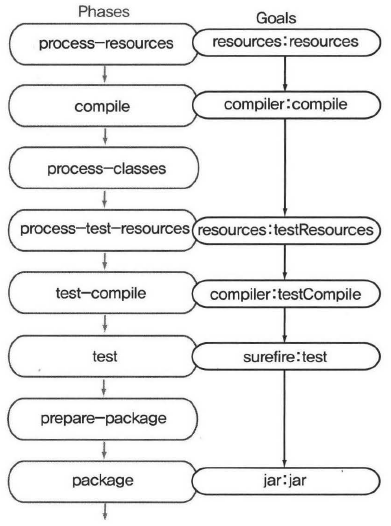 Phases Goals
process-resources resources:resources
compile compiler:compile
process-classes
process-test-resources resources:testResources
test-compile compiler:testCompile
test surefire:test
prepare-package
package jar:jar